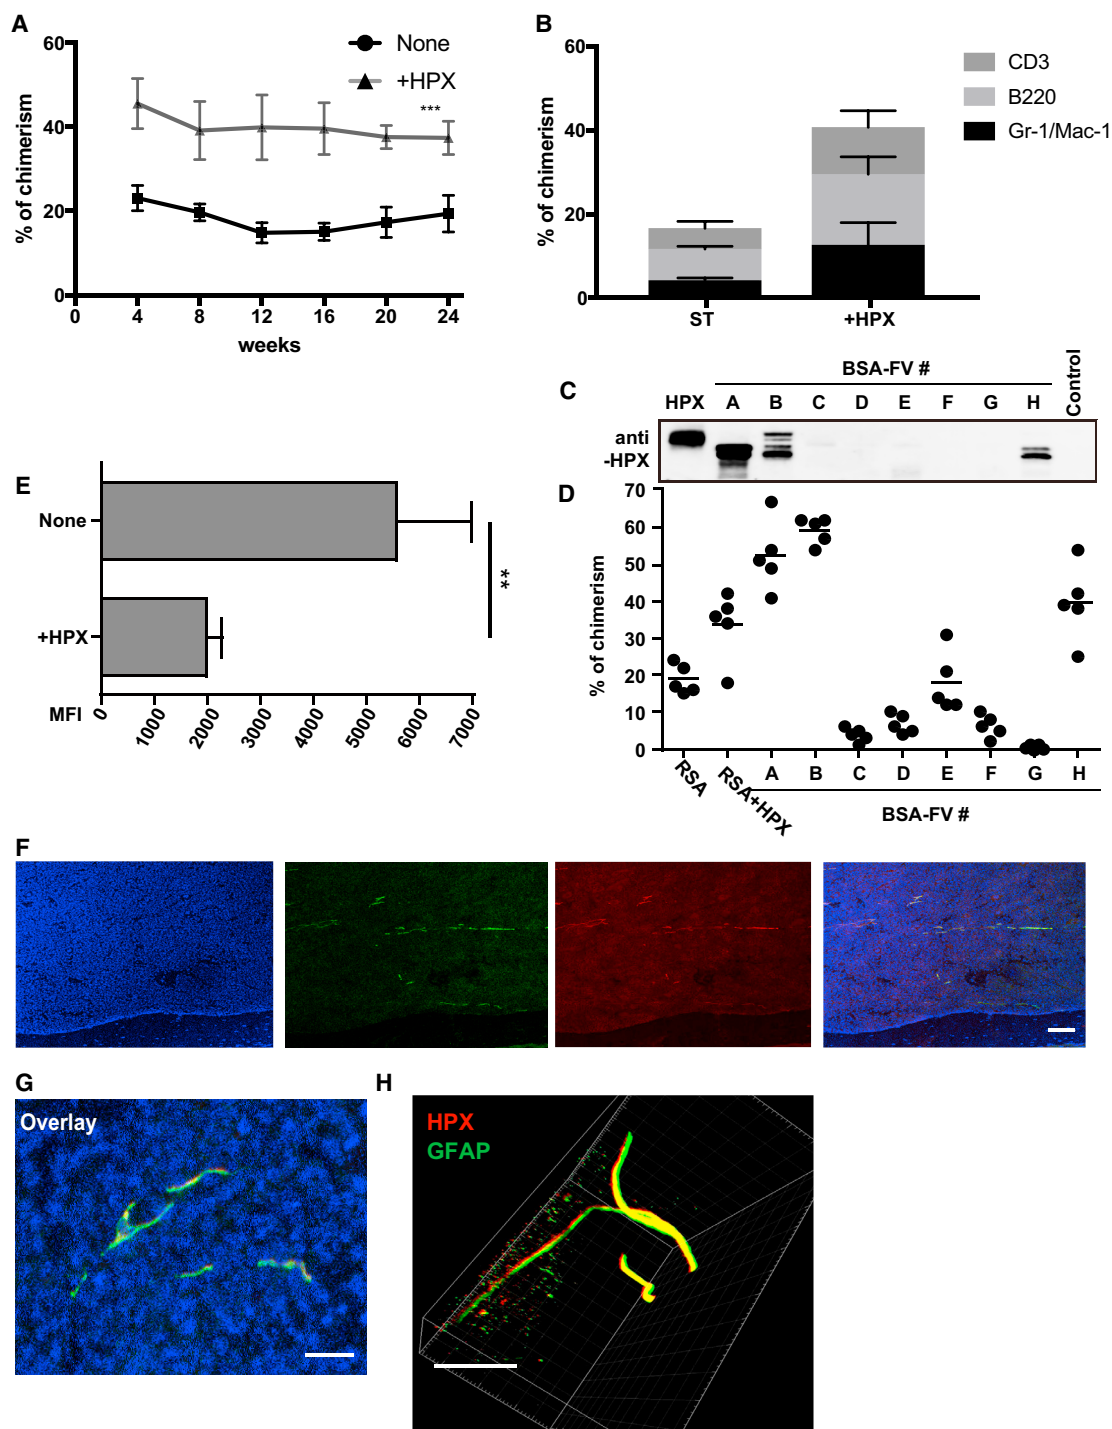 A
60
40
20
0
% of chimerism
None
+HPX
***
0
4
8
12
16
20
24
weeks
B
60
40
20
0
% of chimerism
CD3
B220
Gr-1/Mac-1
ST
+HPX
C
BSA-FV #
HPX
A
B
C
D
E
F
G
H
Control
anti
-HPX
D
70
60
50
40
30
20
10
0
% of chimerism
RSA
RSA+HPX
A
B
C
D
E
F
G
H
BSA-FV #
E
None
+HPX
**
MFI
0
1000
2000
3000
4000
5000
6000
7000
F
G
Overlay
H
HPX
GFAP